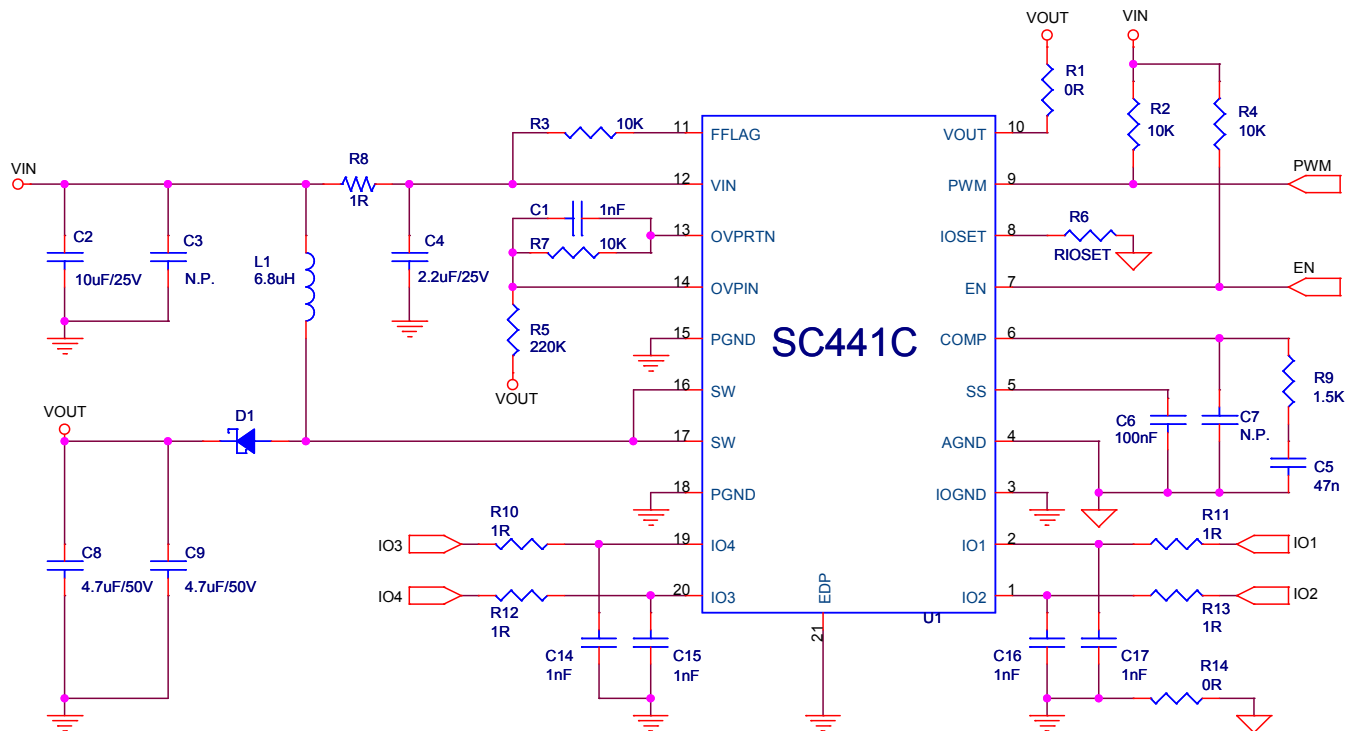 VOUT
VIN
R1
0R
R2
10K
R4
10K
R3
10K
11
FFLAG
VOUT
10
VIN
R8
1R
12
VIN
PWM
9
PWM
C1
1nF
R7
10K
13
OVPRTN
IOSET
8
R6
RIOSET
C2
10uF/25V
C3
N.P.
L1
6.8uH
C4
2.2uF/25V
14
OVPIN
EN
7
EN
R5
220K
VOUT
15
PGND
SC441C
COMP
6
16
SW
SS
5
R9
1.5K
VOUT
D1
17
SW
AGND
4
C6
100nF
C7
N.P.
C5
47n
18
PGND
IOGND
3
R10
1R
R11
1R
IO3
19
IO4
IO1
2
IO1
C8
4.7uF/50V
C9
4.7uF/50V
IO4
R12
1R
20
IO3
EDP
IO2
1
R13
1R
IO2
U1
21
C14
1nF
C15
1nF
C16
1nF
C17
1nF
R14
0R